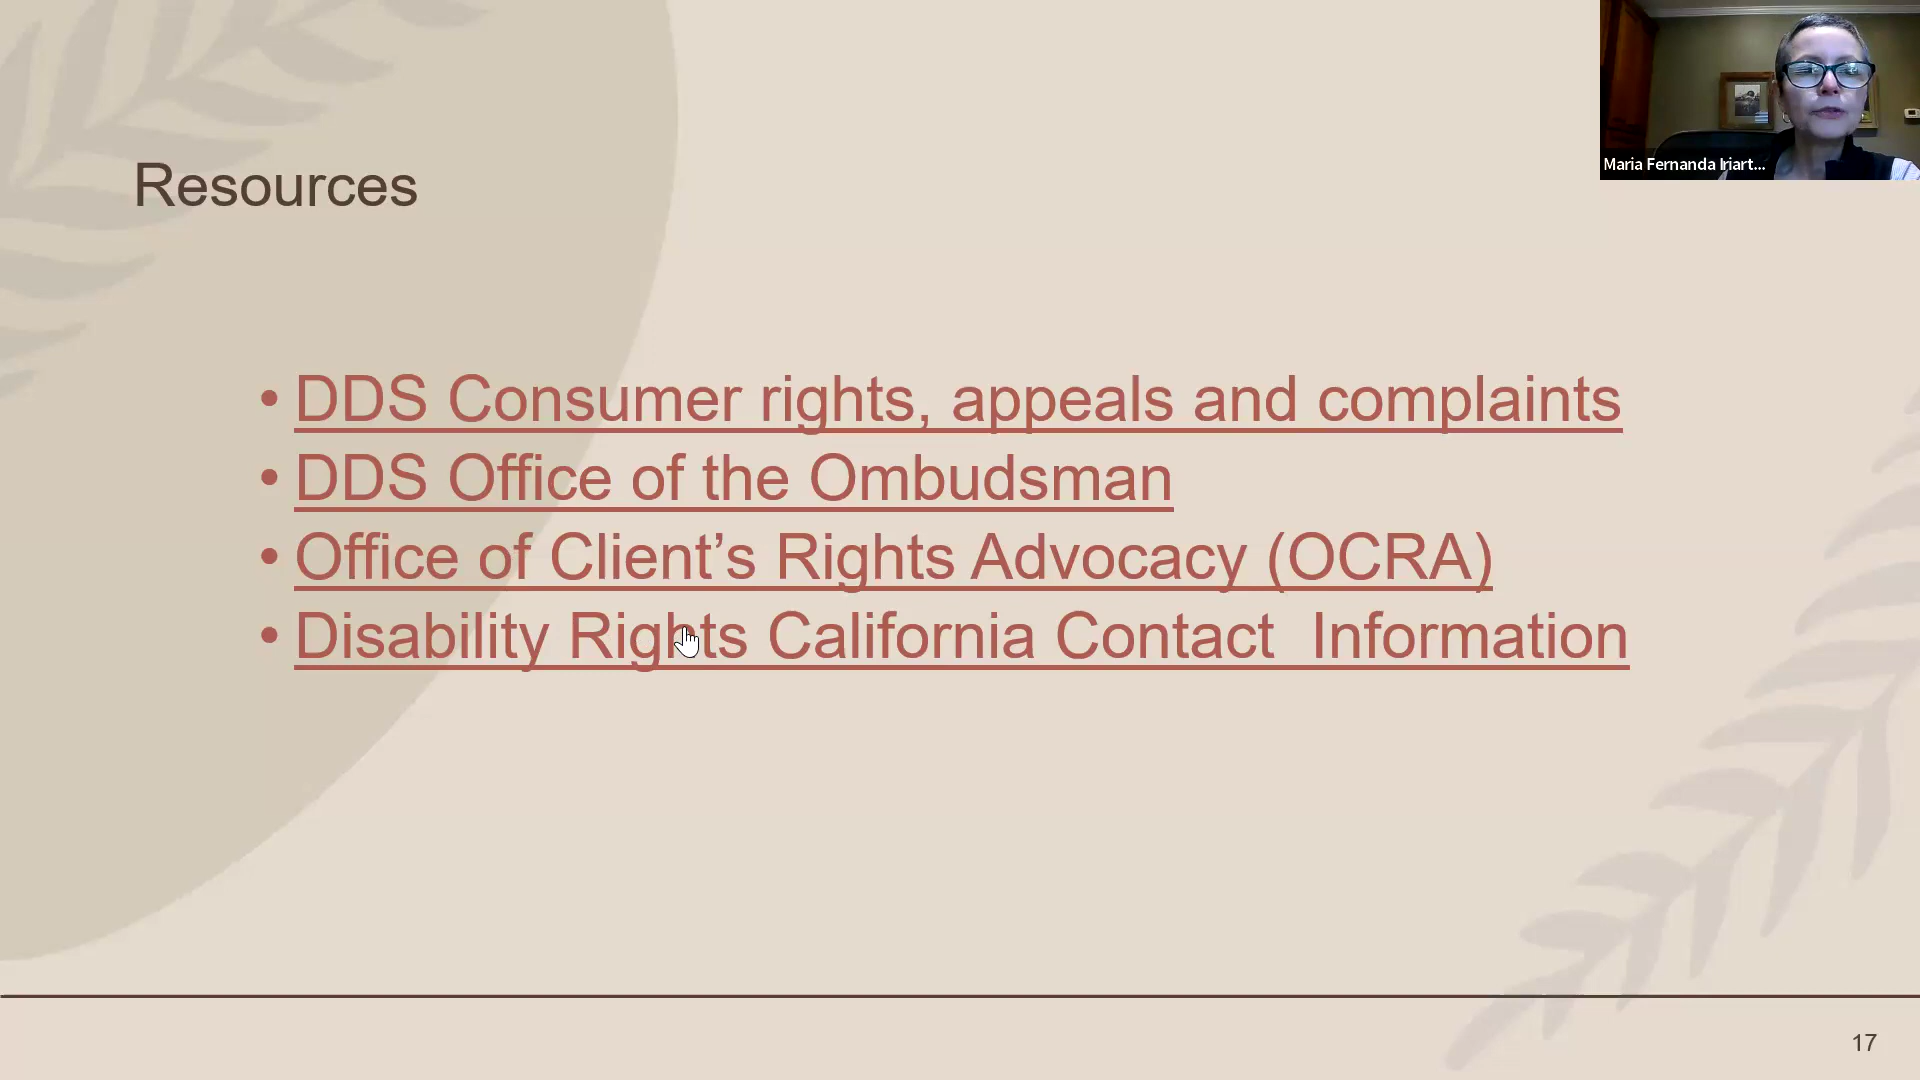 Maria Fernanda Iriart...
Resources
• DDS Consumer rights, appeals and complaints
• DDS Office of the Ombudsman
• Office of Client’s Rights Advocacy (OCRA)
• Disability Rights California Contact  Information
17